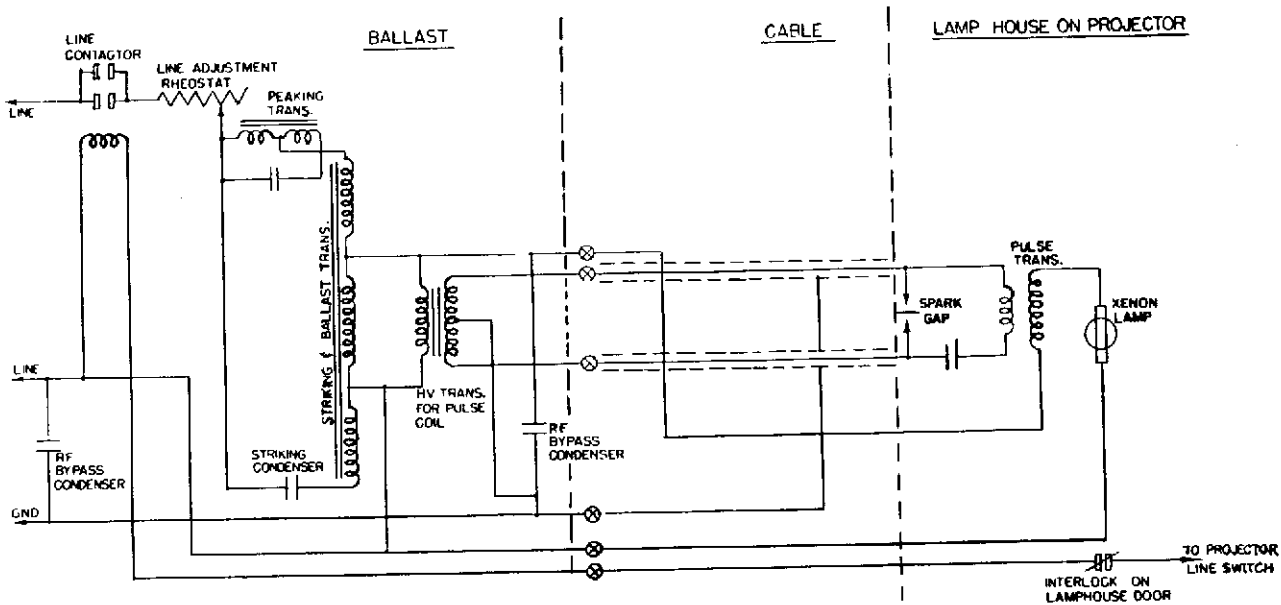 BALLAST
CABLE
LAMP HOUSE ON PROJECTOR
LINE
CONTACTOR
LINE ADJUSTMENT
RHEOSTAT
PEAKING
TRANS.
LINE
STRIKING & BALLAST TRANS.
PULSE
TRANS.
SPARK
GAP
XENON
LAMP
LINE
HV TRANS.
FOR PULSE
COIL
RF
BYPASS
CONDENSER
STRIKING
CONDENSER
RF
BYPASS
CONDENSER
GND
TO PROJECTOR
LINE SWITCH
INTERLOCK ON
LAMPHOUSE DOOR